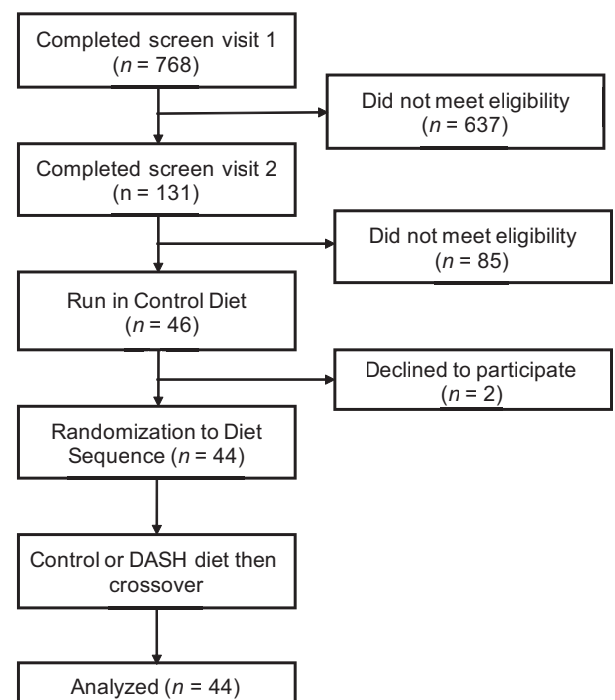 Completed screen visit 1
(n = 768)
Did not meet eligibility
(n = 637)
Completed screen visit 2
(n = 131)
Did not meet eligibility
(n = 85)
Run in Control Diet
(n = 46)
Declined to participate
(n = 2)
Randomization to Diet
Sequence (n = 44)
Control or DASH diet then
crossover
Analyzed (n = 44)